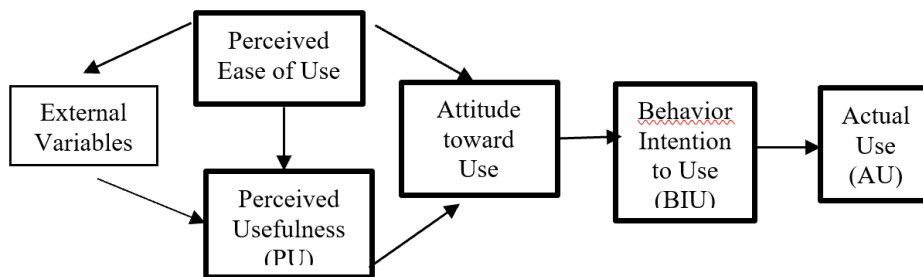 Perceived
Ease of Use
External
Variables
Perceived
Usefulness
(PU)
Attitude
toward
Use
Behavior
Intention
to Use
(BIU)
Actual
Use
(AU)